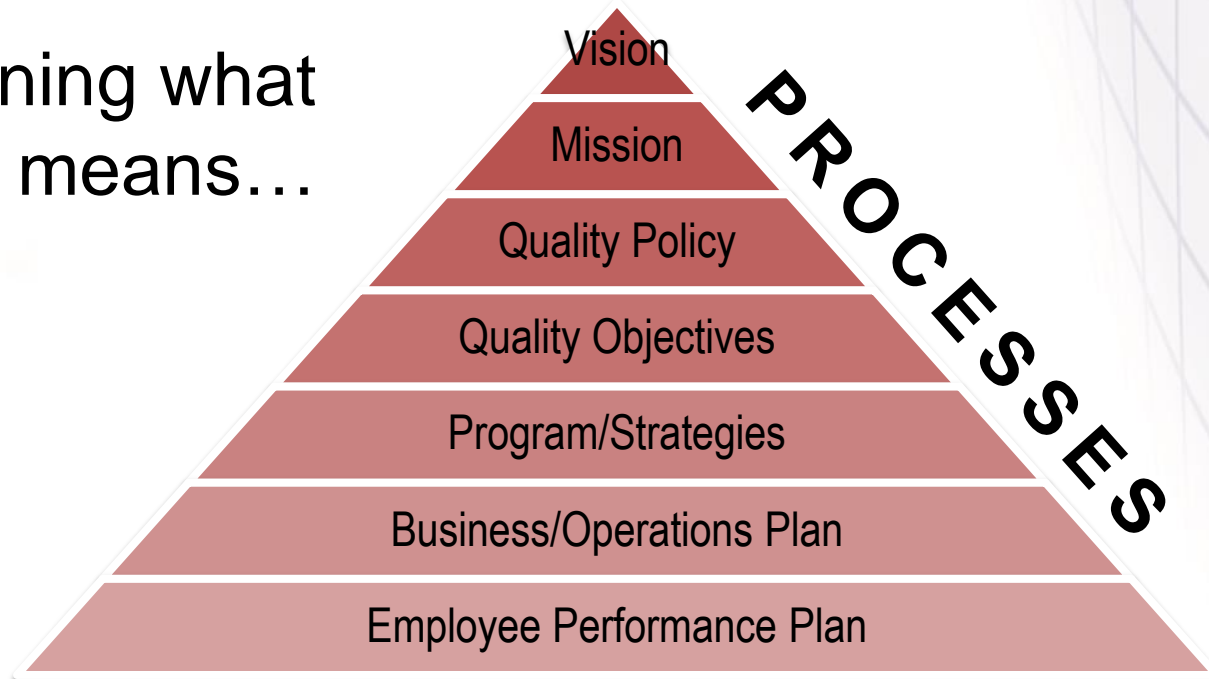 ning what
means…
Vision
Mission
Quality Policy
Quality Objectives
Program/Strategies
Business/Operations Plan
Employee Performance Plan
PROCESSES